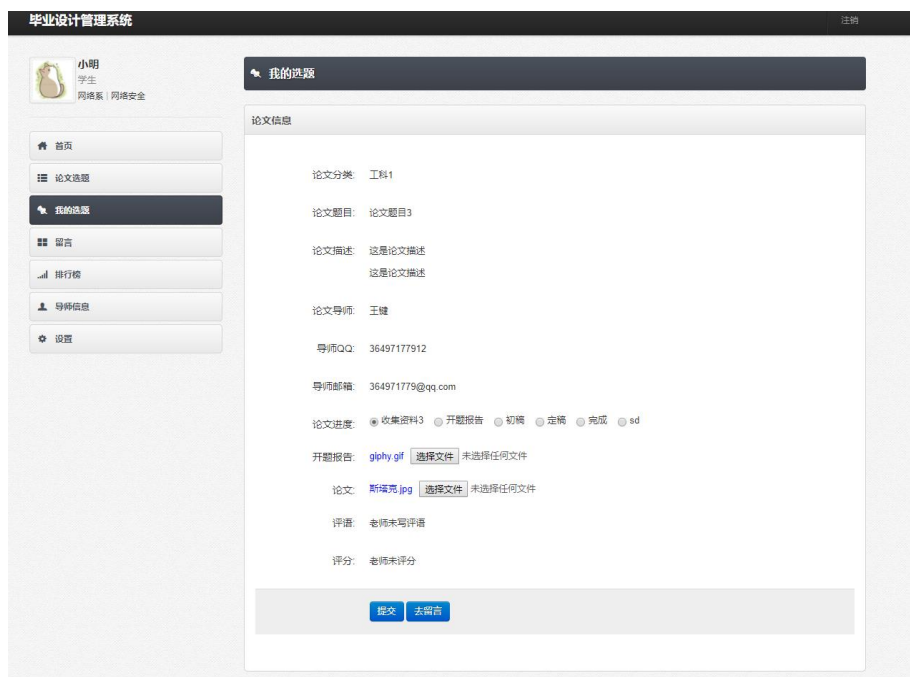 毕业设计管理系统
注销
小明
学生
网络系 | 网络安全
首页
论文选题
我的选题
留言
排行榜
导师信息
设置
我的选题
论文信息
论文分类: 工科1
论文题目: 论文题目3
论文描述: 这是论文描述
这是论文描述
论文导师: 王键
导师QQ: 36497177912
导师邮箱: 364971779@qq.com
论文进度: 收集资料3 开题报告 初稿 定稿 完成 sd
开题报告: giphy.gif 选择文件 未选择任何文件
论文: 斯塔克.jpg 选择文件 未选择任何文件
评语: 老师未写评语
评分: 老师未评分
提交 去留言